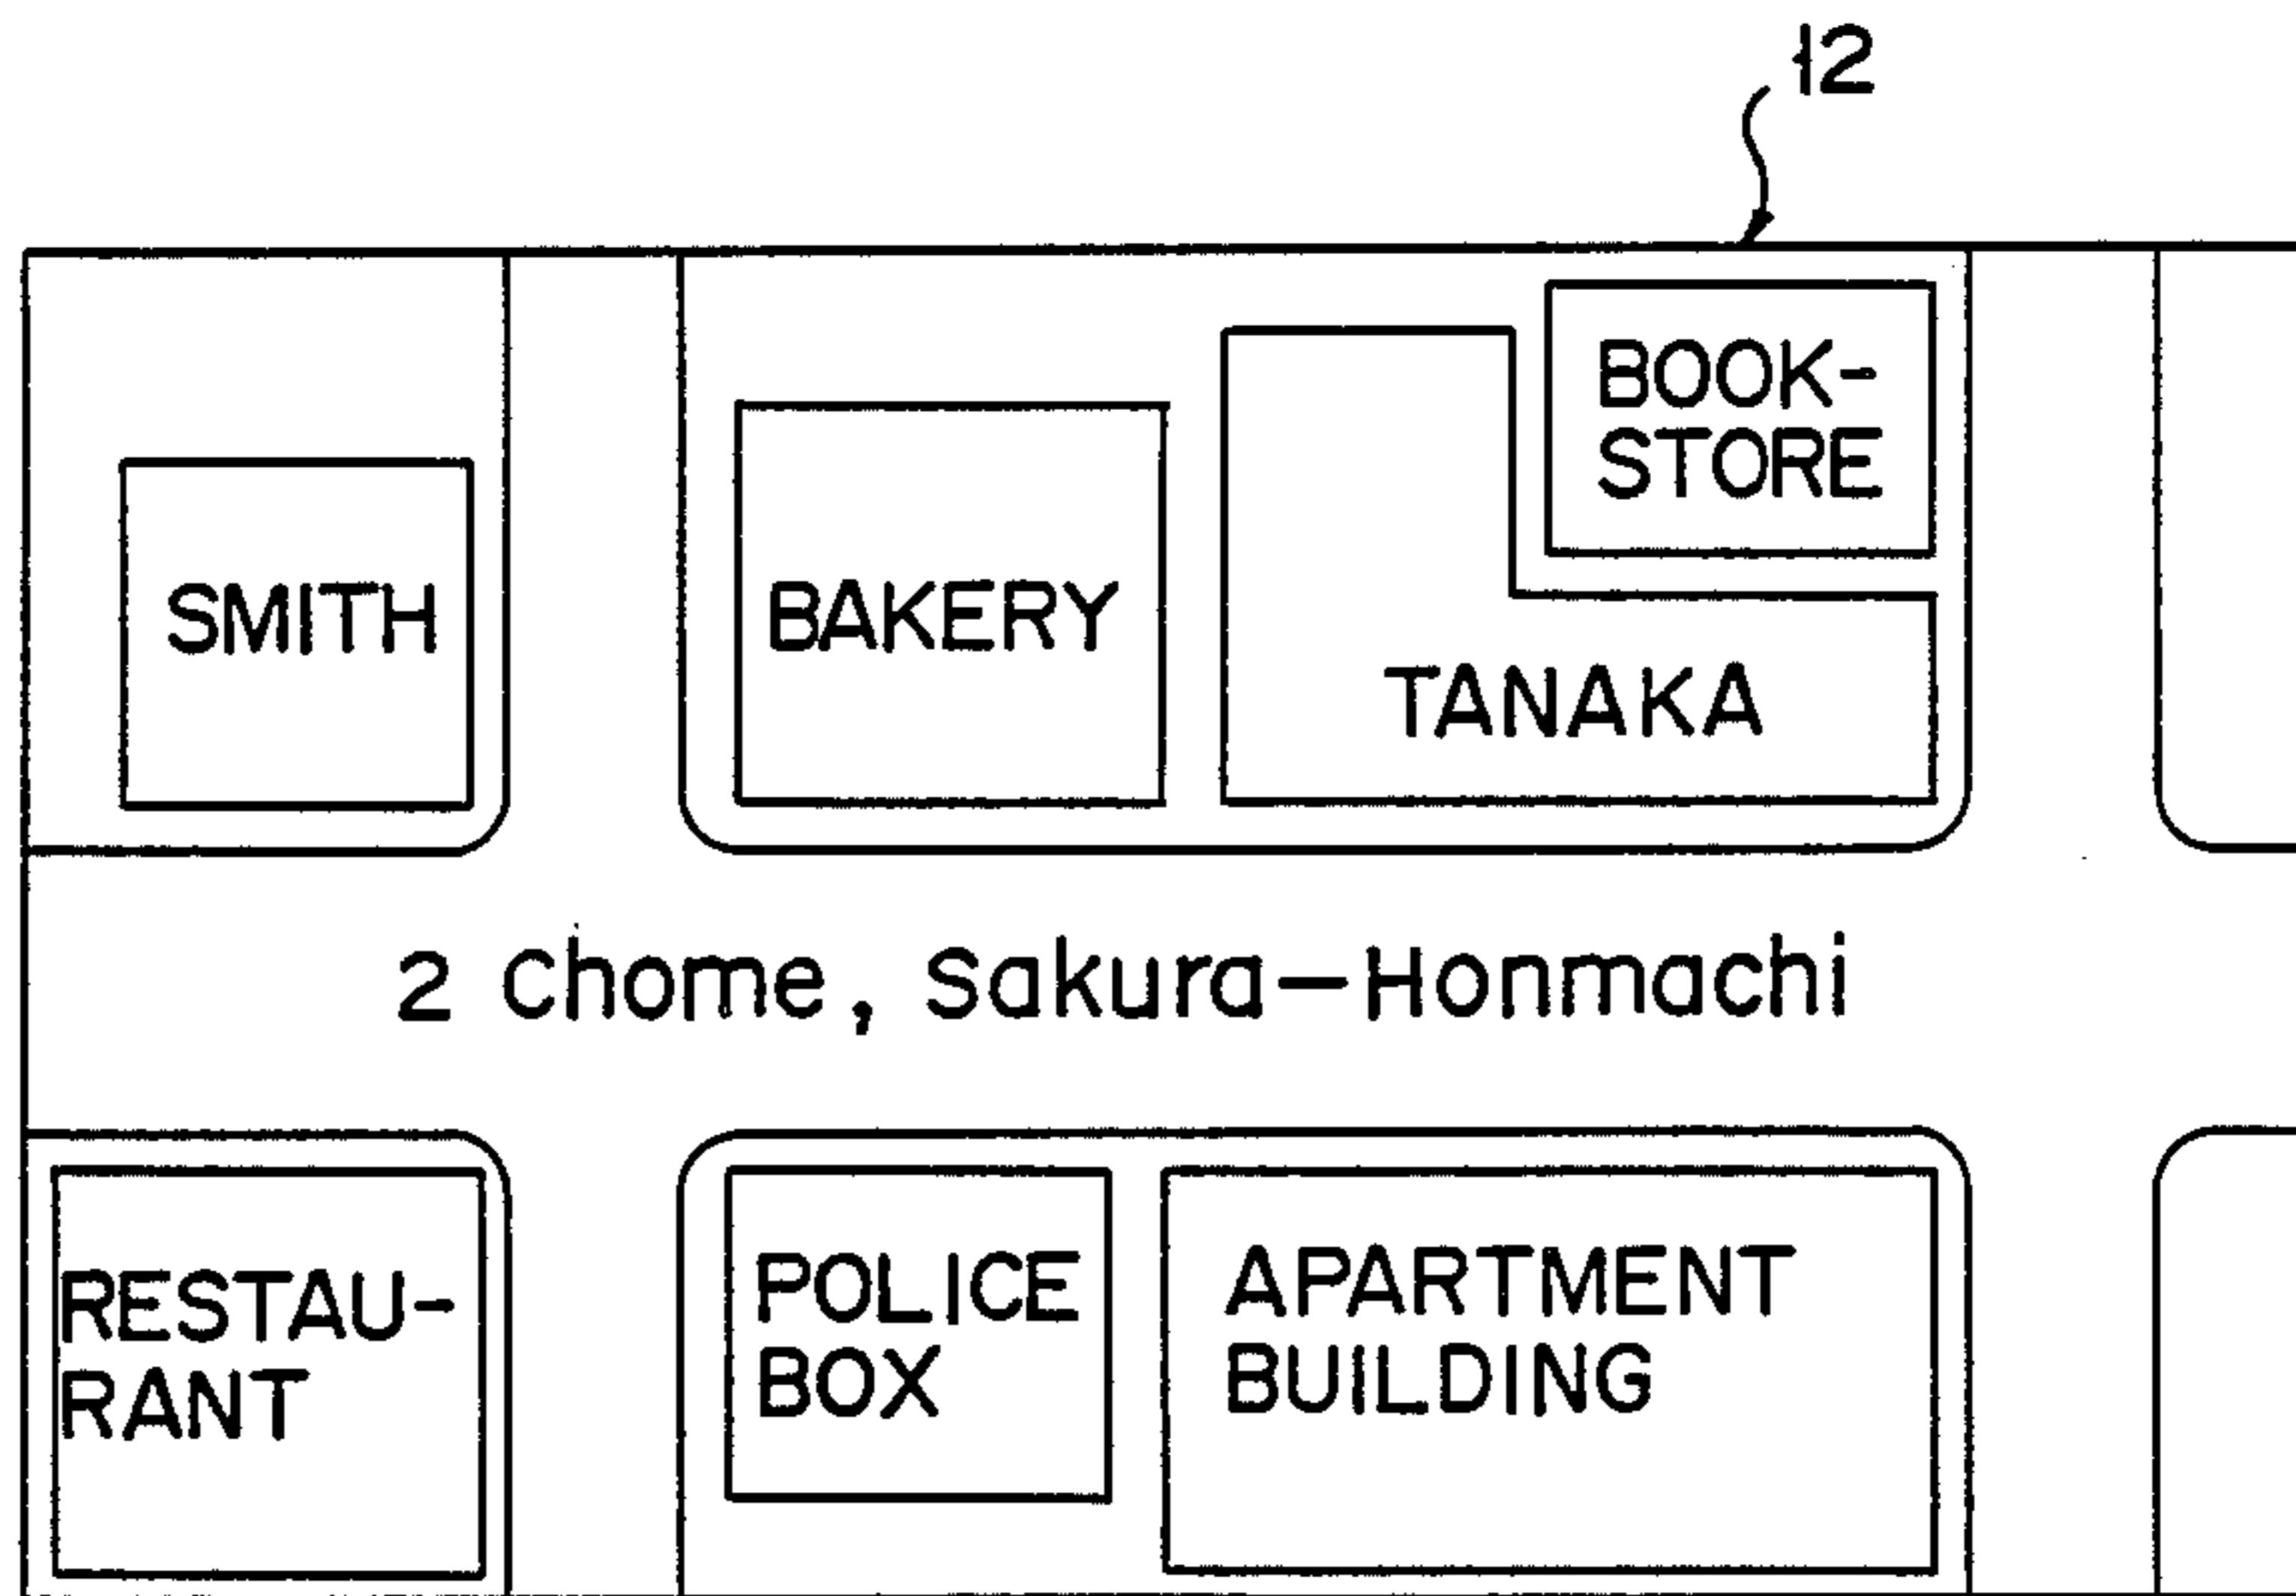 12
BOOK-
STORE
SMITH
BAKERY
TANAKA
2 Chome, Sakura-Honmachi
RESTAU-
RANT
POLICE
BOX
APARTMENT
BUILDING